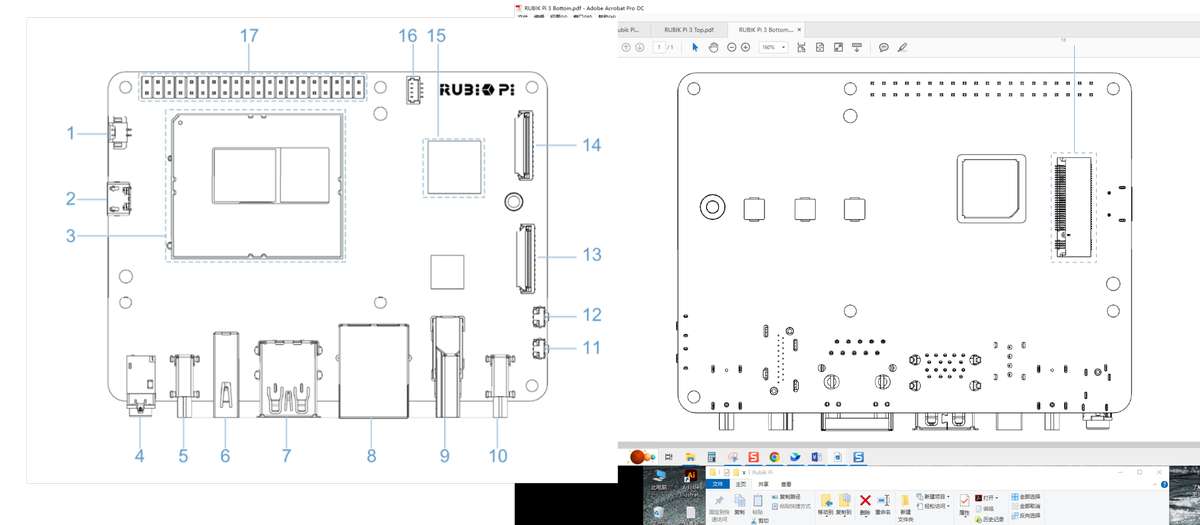 RUBIK Pi 3 Bottom.pdf - Adobe Acrobat Pro DC
17
16
15
RUBIK Pi
1
2
3
14
13
12
11
4
5
6
7
8
9
10
RUBIK Pi 3 Top.pdf
RUBIK Pi 3 Bottom...
×
1 / 1
160%
18
此电脑
Rubik Pi
文件
主页
共享
查看
复制
粘贴
复制路径
粘贴快捷方式
剪切
移动到
复制到
删除
重命名
新建
文件夹
新建项目
轻松访问
属性
打开
编辑
历史记录
全部选择
全部取消
反向选择